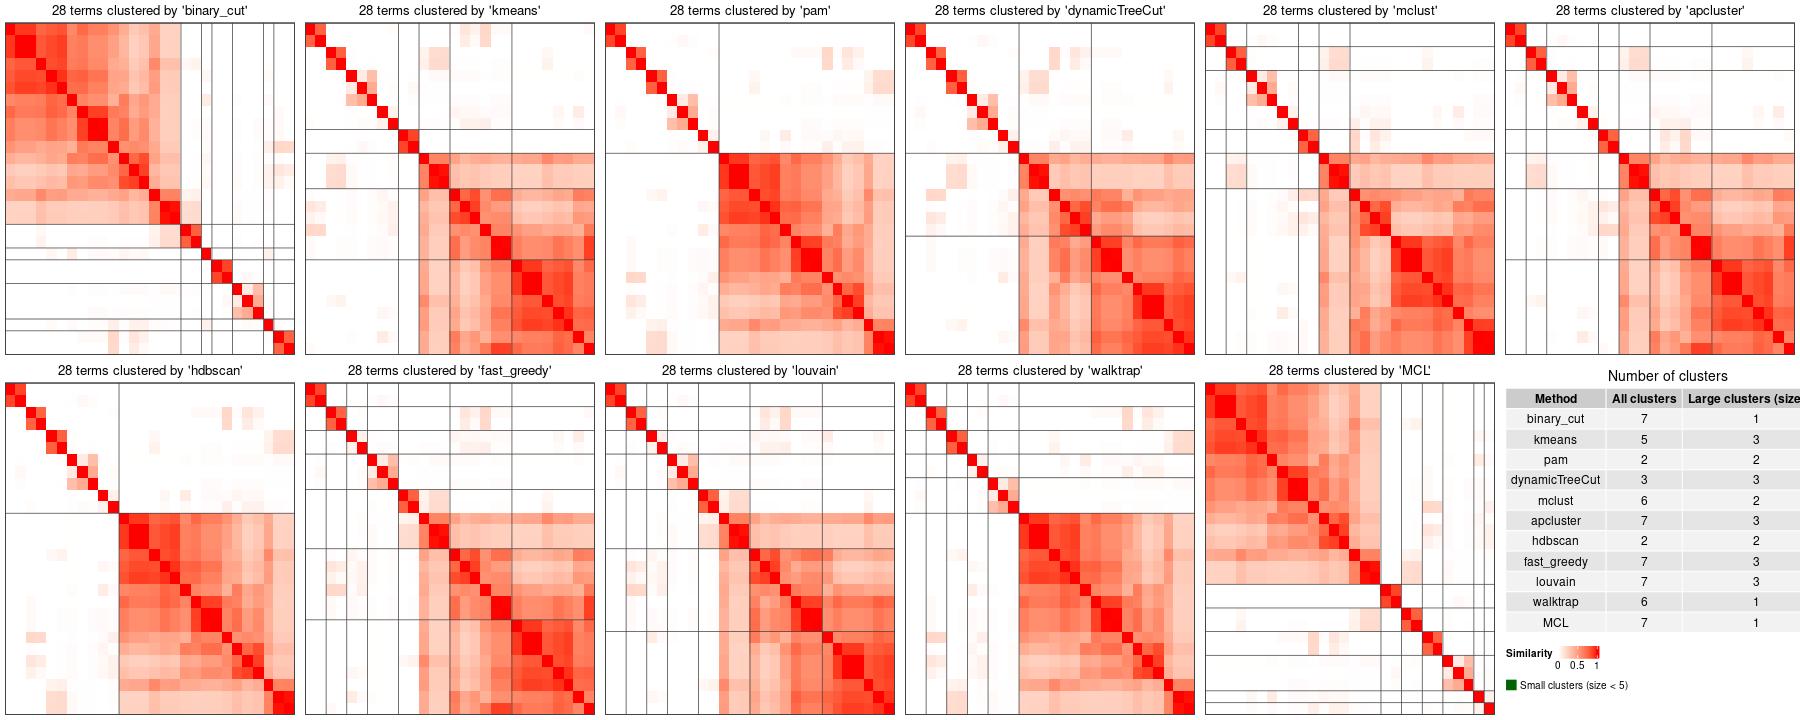 28 terms clustered by 'binary_cut'
28 terms clustered by 'kmeans'
28 terms clustered by 'pam'
28 terms clustered by 'dynamicTreeCut'
28 terms clustered by 'mclust'
28 terms clustered by 'apcluster'
28 terms clustered by 'hdbscan'
28 terms clustered by 'fast_greedy'
28 terms clustered by 'louvain'
28 terms clustered by 'walktrap'
28 terms clustered by 'MCL'
Number of clusters
Method All clusters Large clusters (size
binary_cut 7 1
kmeans 5 3
pam 2 2
dynamicTreeCut 3 3
mclust 6 2
apcluster 7 3
hdbscan 2 2
fast_greedy 7 3
louvain 7 3
walktrap 6 1
MCL 7 1
Similarity
0 0.5 1
Small clusters (size < 5)